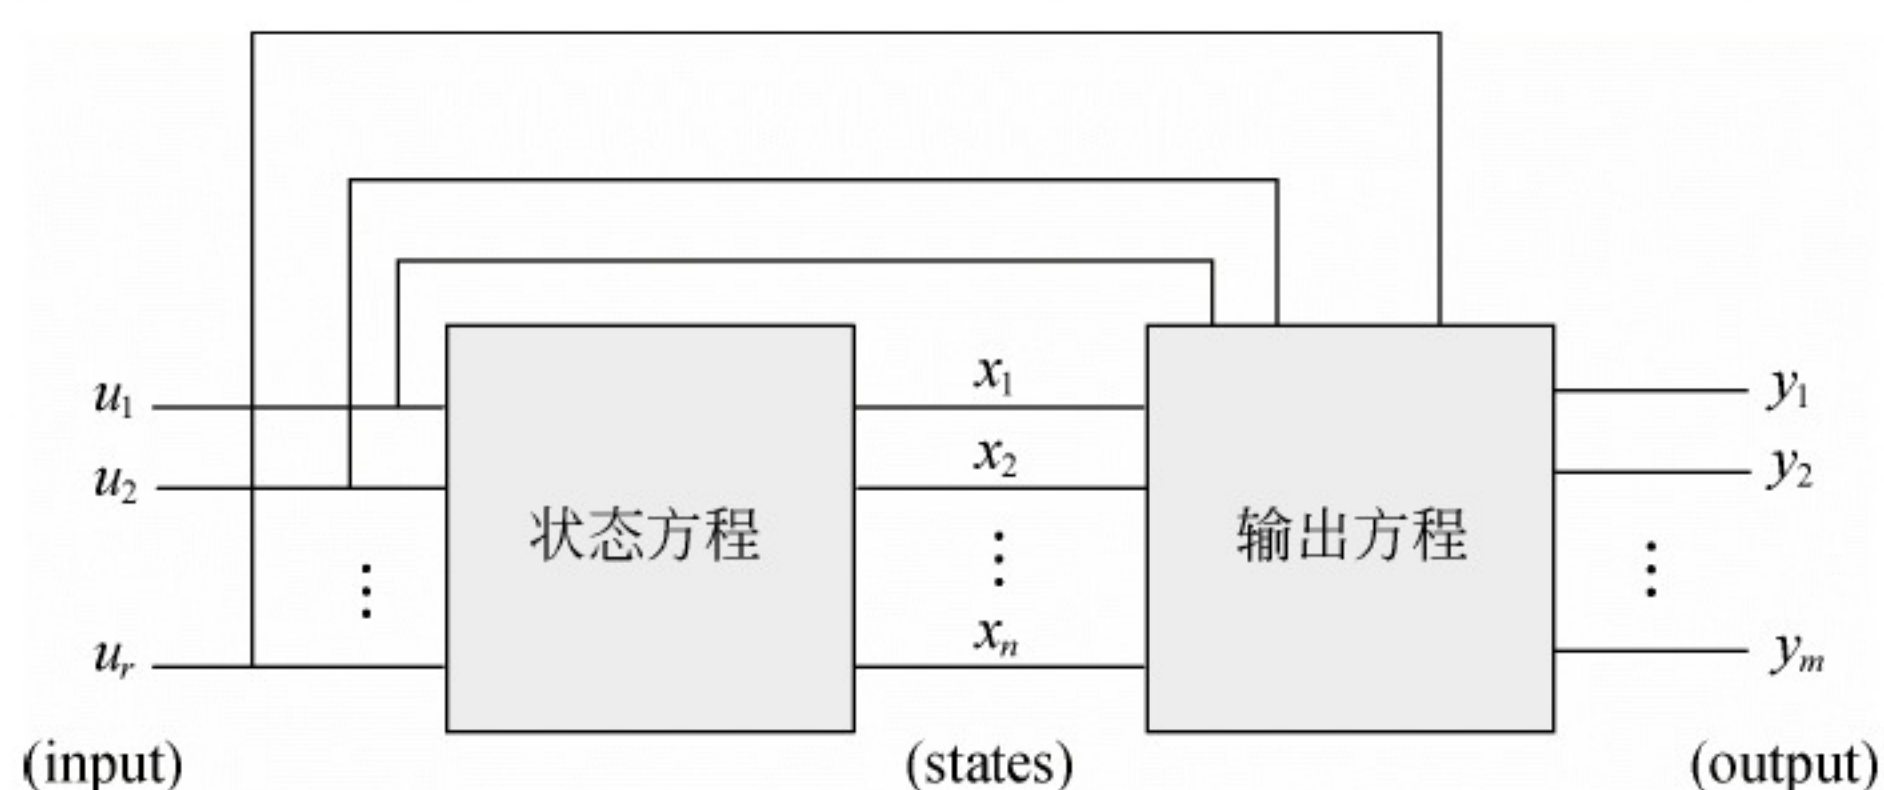 u₁
u₂
⋮
uᵣ
(input)
状态方程
x₁
x₂
⋮
xₙ
(states)
输出方程
y₁
y₂
⋮
yₘ
(output)